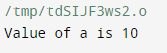 /tmp/tdSIJF3ws2.o
Value of a is 10